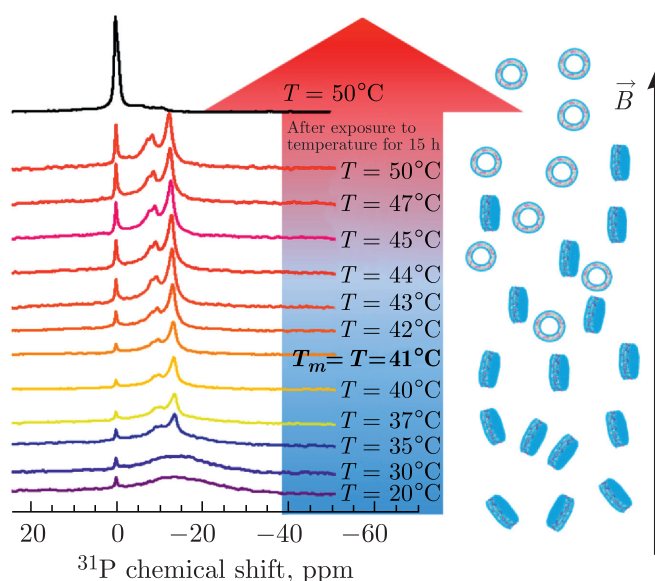 T = 50°C
After exposure to
temperature for 15 h
T = 50°C
T = 47°C
T = 45°C
T = 44°C
T = 43°C
T = 42°C
Tₘ = T = 41°C
T = 40°C
T = 37°C
T = 35°C
T = 30°C
T = 20°C
B⃗
20 0 −20 −40 −60
³¹P chemical shift, ppm